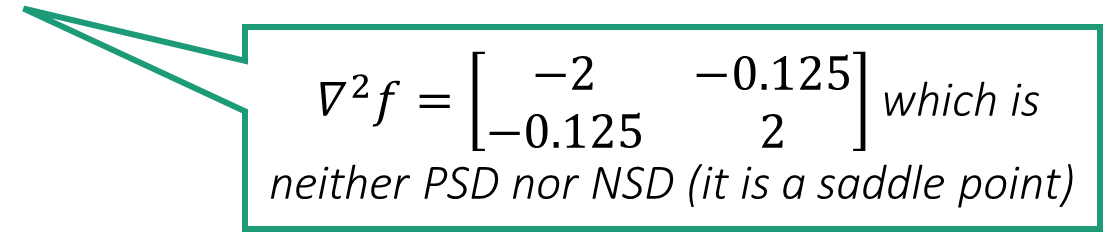 ∇²f = [−2 −0.125
−0.125 2] which is
neither PSD nor NSD (it is a saddle point)